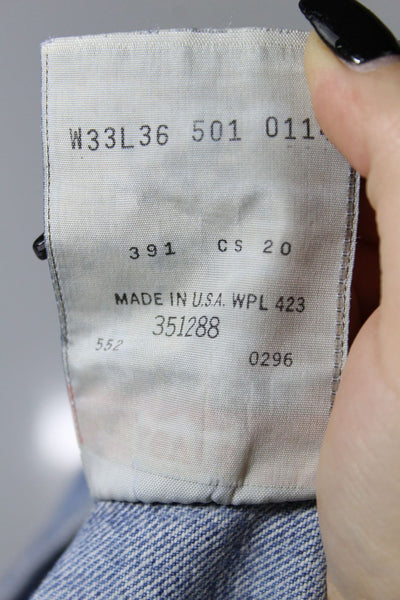 W33L36 501 011
391 CS 20
MADE IN U.S.A. WPL 423
351288
552
0296